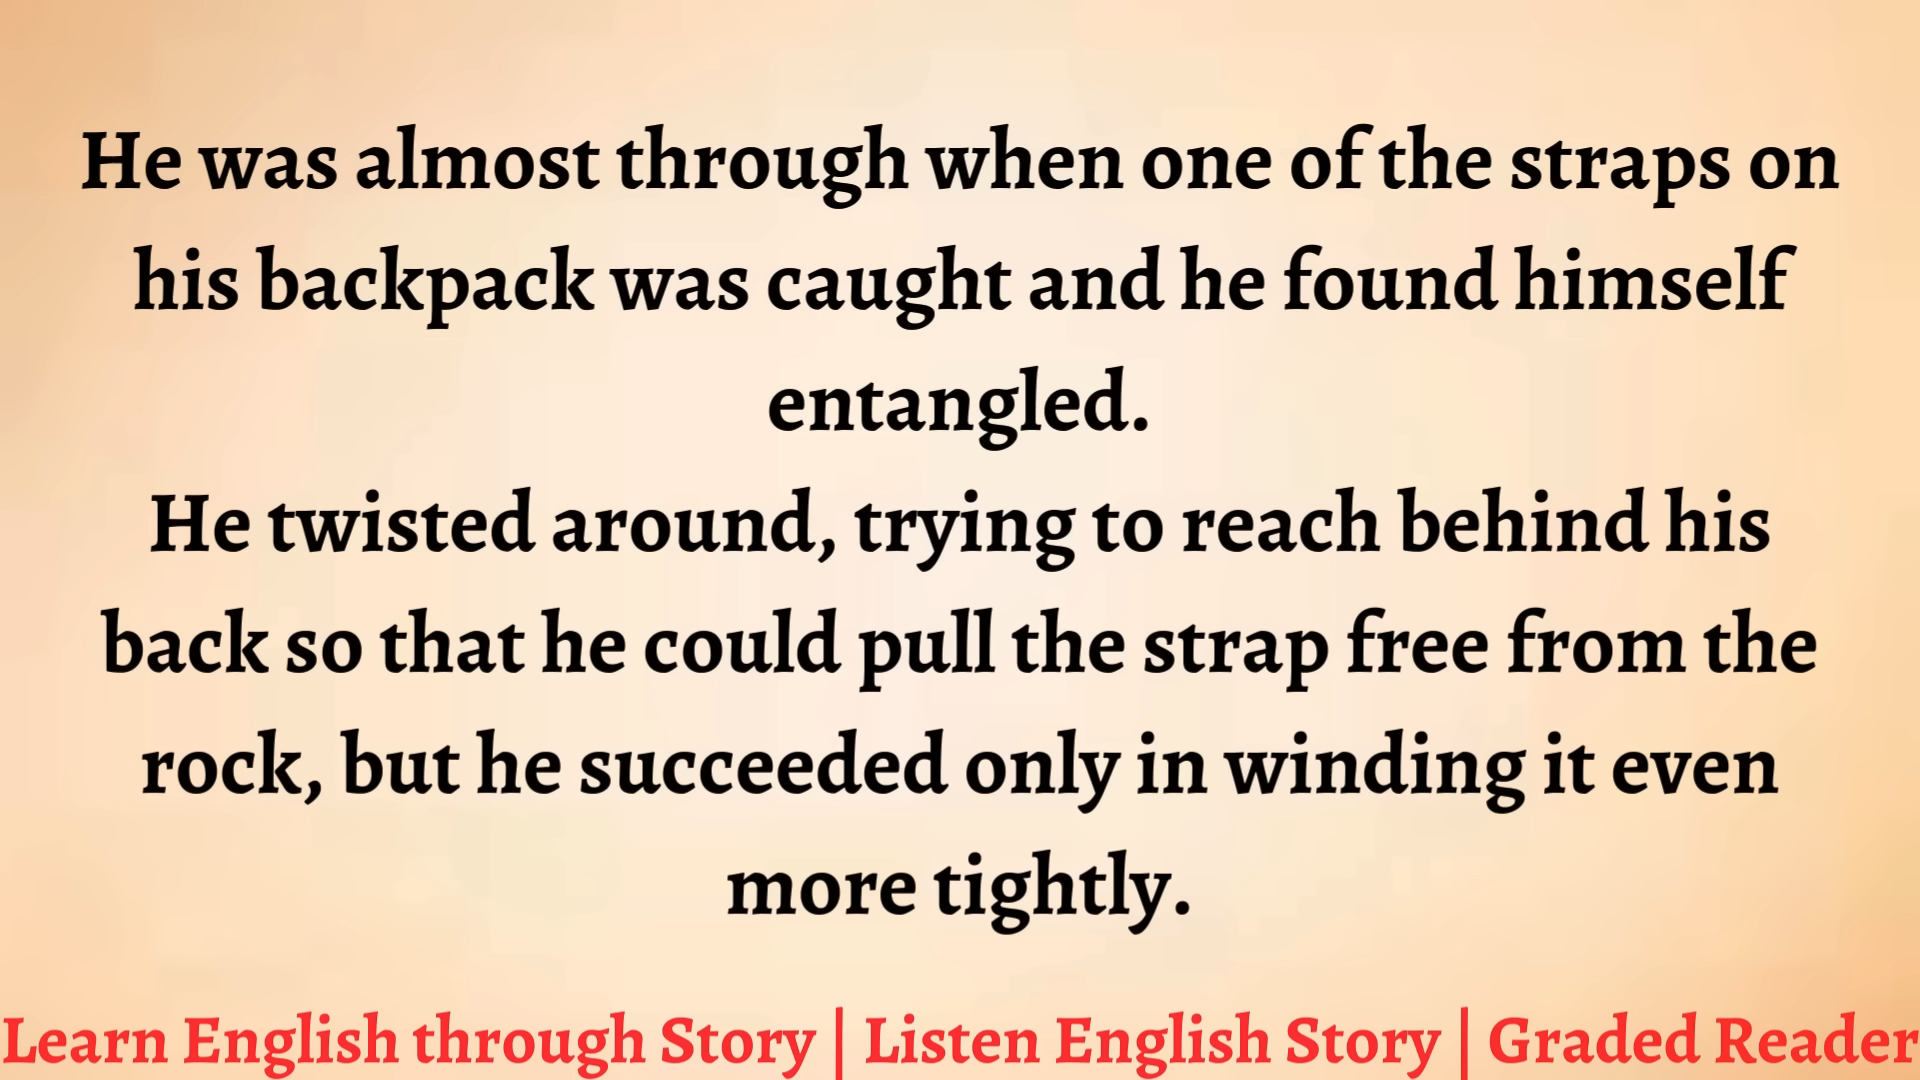 He was almost through when one of the straps on
his backpack was caught and he found himself
entangled.
He twisted around, trying to reach behind his
back so that he could pull the strap free from the
rock, but he succeeded only in winding it even
more tightly.
Learn English through Story | Listen English Story | Graded Reader